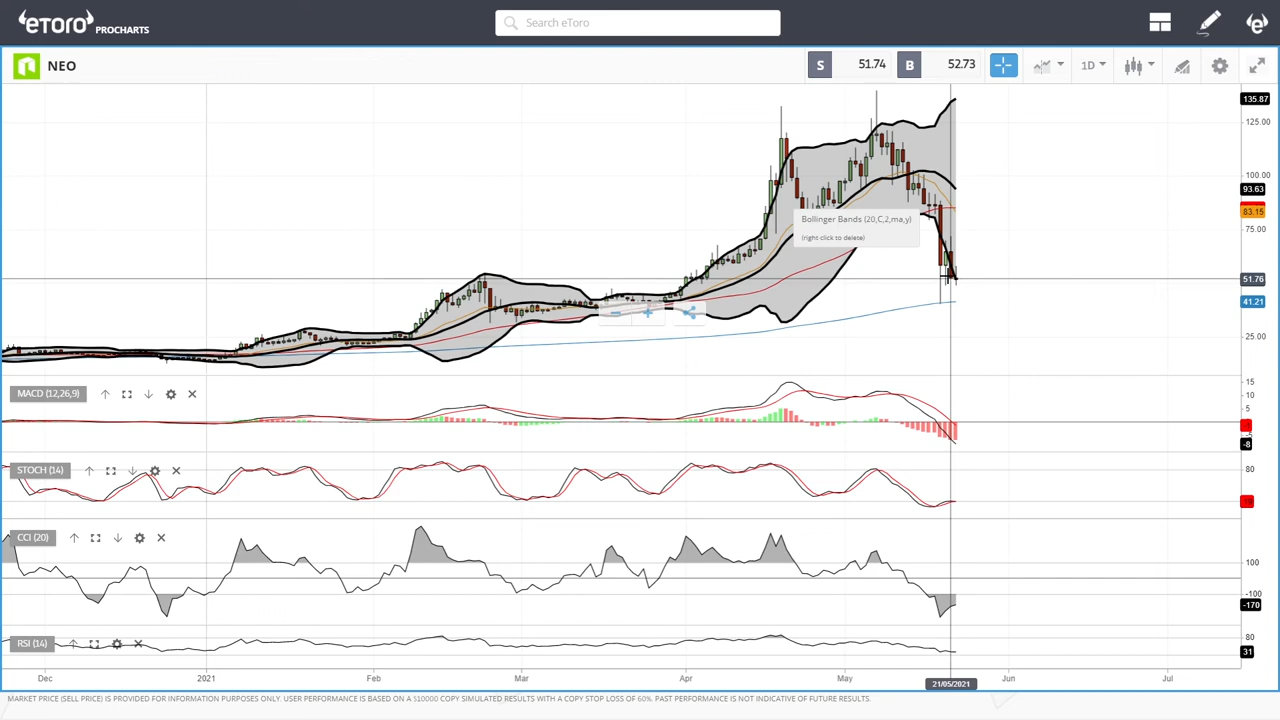 eToro PROCHARTS
Search eToro
NEO
S 51.74 B 52.73
1D
135.87
125.00
100.00
93.63
83.15
75.00
Bollinger Bands (20,C,2,ma,y)
(right click to delete)
51.76
41.21
25.00
MACD (12,26,9)
15
10
5
-8
STOCH (14)
80
CCI (20)
100
-100
-170
RSI (14)
80
31
Dec 2021 Feb Mar Apr May Jun Jul
21/05/2021
MARKET PRICE (SELL PRICE) IS PROVIDED FOR INFORMATION PURPOSES ONLY. USER PERFORMANCE IS BASED ON A $10000 COPY SIMULATED RESULTS WITH A COPY STOP LOSS OF 60%. PAST PERFORMANCE IS NOT INDICATIVE OF FUTURE RESULTS.